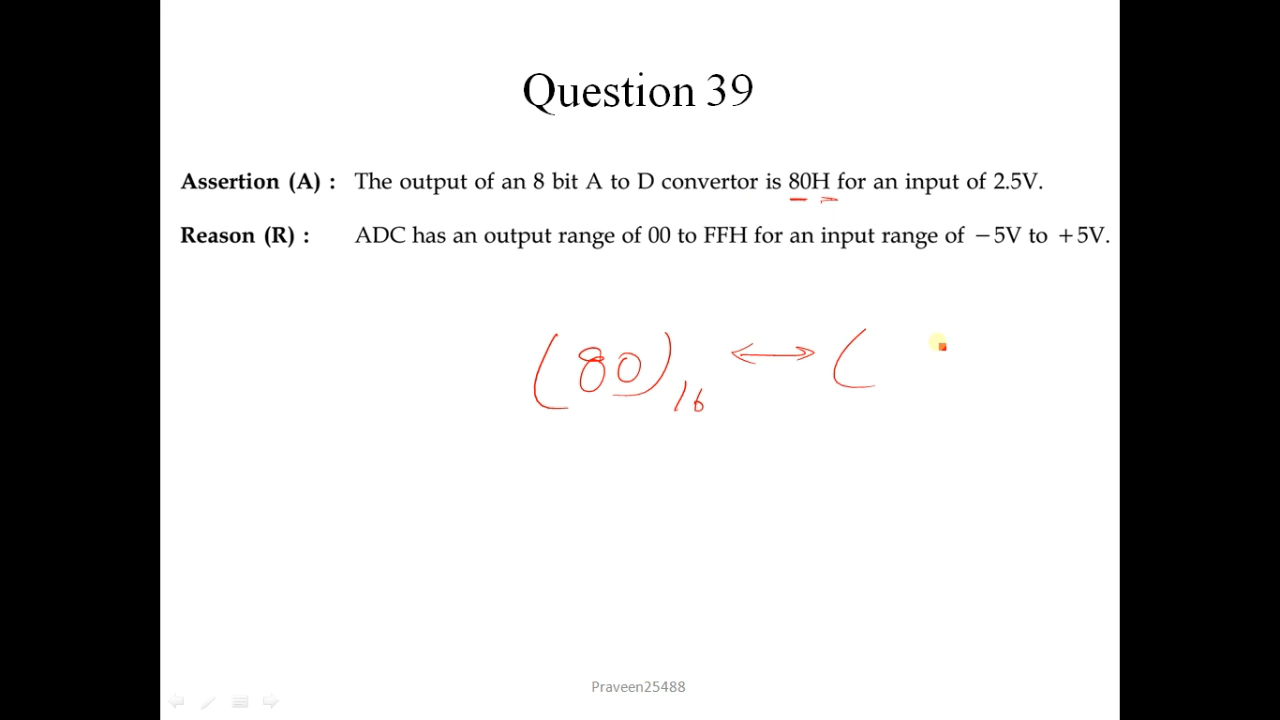 Question 39
Assertion (A) : The output of an 8 bit A to D convertor is 80H for an input of 2.5V.
Reason (R) : ADC has an output range of 00 to FFH for an input range of −5V to +5V.
(80)₁₆ ↔ (
Praveen25488